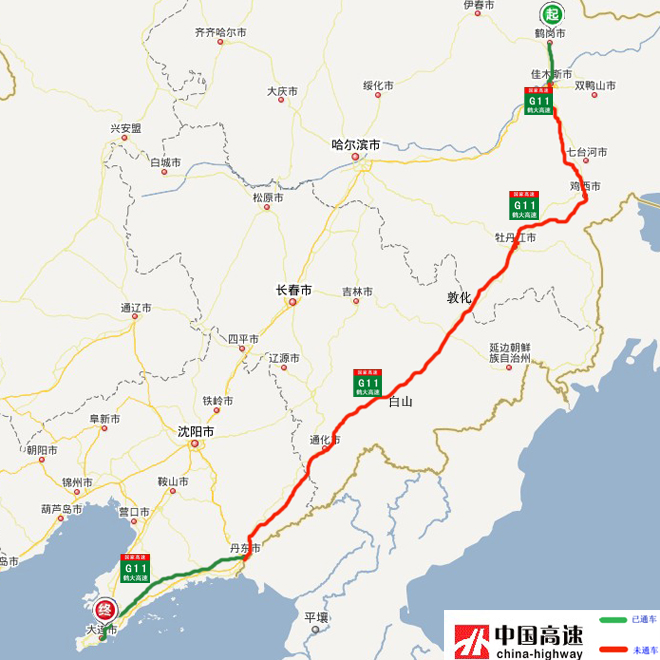 伊春市
起
鹤岗市
齐齐哈尔市
佳木斯市
双鸭山市
大庆市
绥化市
国家高速
G11
鹤大高速
兴安盟
哈尔滨市
七台河市
白城市
鸡西市
松原市
国家高速
G11
鹤大高速
牡丹江市
长春市
吉林市
敦化
通辽市
四平市
延边朝鲜
族自治州
辽源市
国家高速
G11
鹤大高速
白山
铁岭市
阜新市
沈阳市
通化市
朝阳市
锦州市
鞍山市
葫芦岛市
营口市
丹东市
岛市
国家高速
G11
鹤大高速
终
大连市
平壤
中国高速
china-highway
已通车
未通车